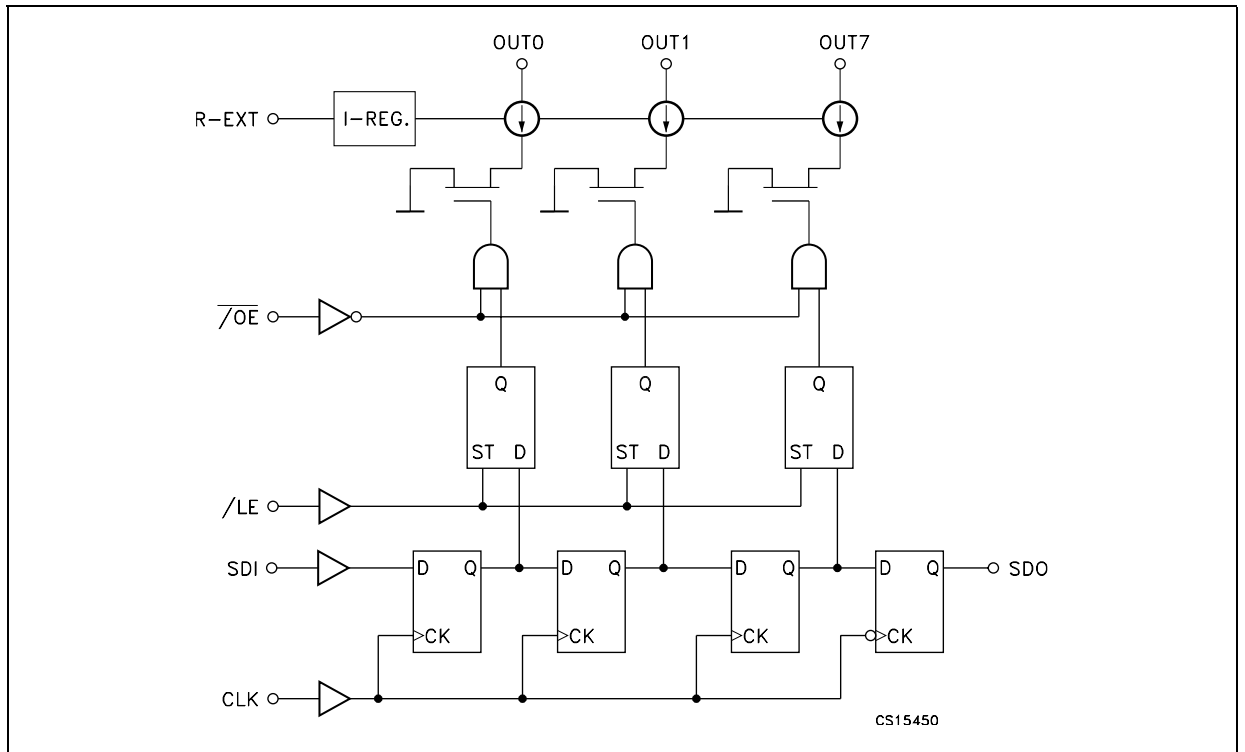 OUT0 OUT1 OUT7
R-EXT I-REG.
/OE
Q Q Q
ST D ST D ST D
/LE
SDI D Q D Q D Q D Q SDO
CK CK CK CK
CLK
CS15450